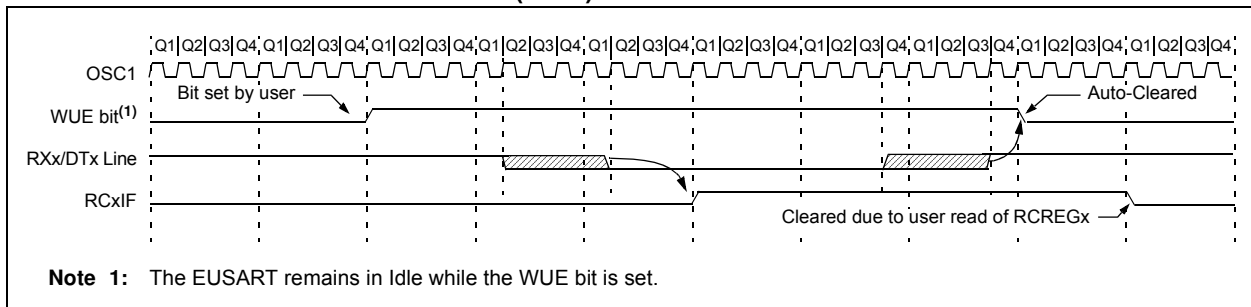 Q1 Q2 Q3 Q4 Q1 Q2 Q3 Q4 Q1 Q2 Q3 Q4 Q1 Q2 Q3 Q4 Q1 Q2 Q3 Q4 Q1 Q2 Q3 Q4 Q1 Q2 Q3 Q4 Q1 Q2 Q3 Q4 Q1 Q2 Q3 Q4 Q1 Q2 Q3 Q4
OSC1
Bit set by user
Auto-Cleared
WUE bit(1)
RXx/DTx Line
RCxIF
Cleared due to user read of RCREGx
Note 1: The EUSART remains in Idle while the WUE bit is set.